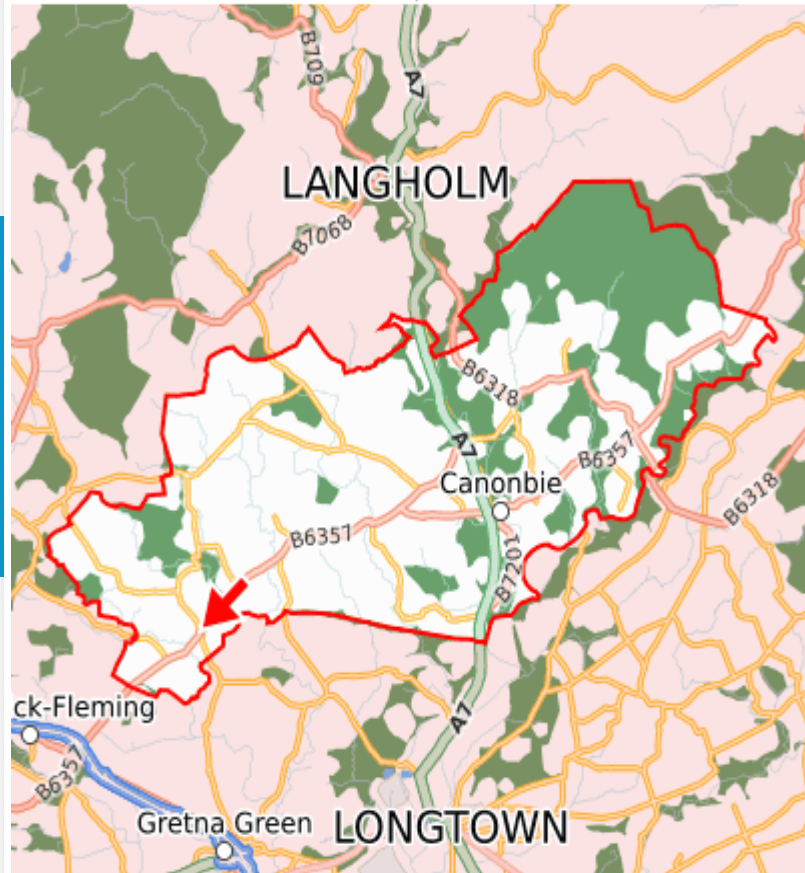 B709
A7
LANGHOLM
B7068
B6318
A7
B6357
Canonbie
B6318
B6357
B7201
ck-Fleming
A7
B6357
Gretna Green
LONGTOWN